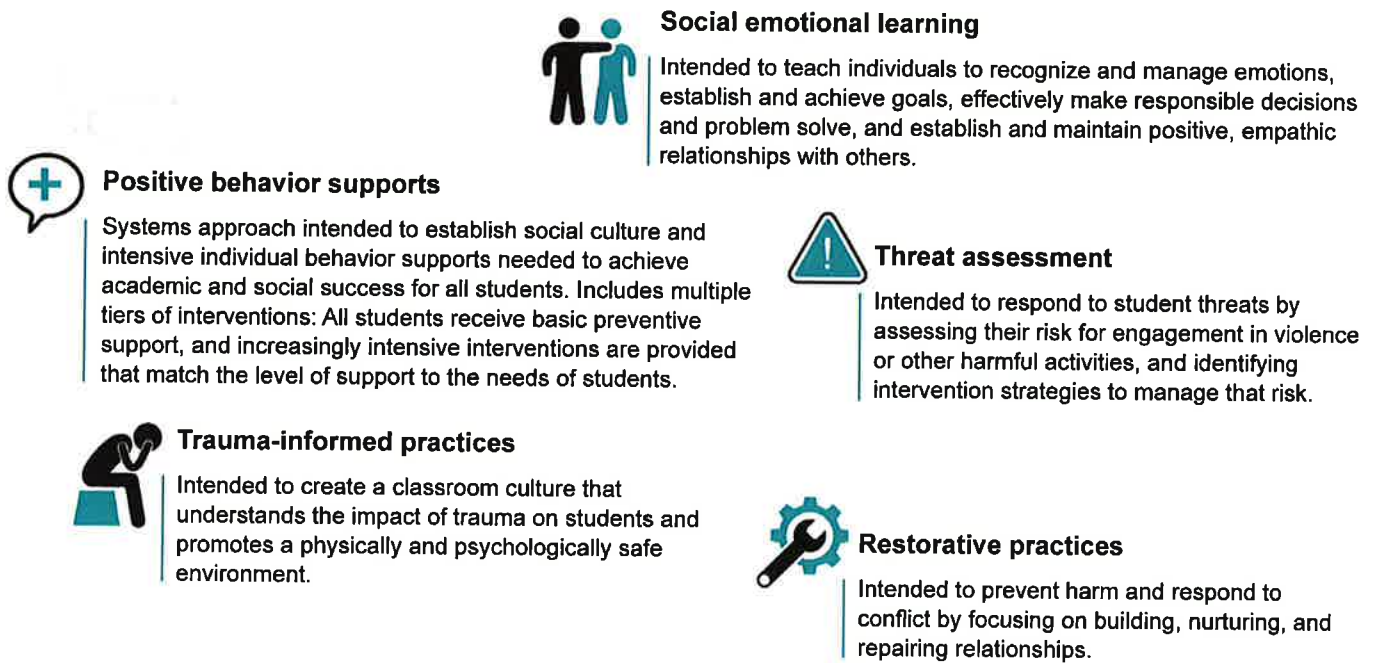 Social emotional learning
Intended to teach individuals to recognize and manage emotions,
establish and achieve goals, effectively make responsible decisions
and problem solve, and establish and maintain positive, empathic
relationships with others.
Positive behavior supports
Systems approach intended to establish social culture and
intensive individual behavior supports needed to achieve
academic and social success for all students. Includes multiple
tiers of interventions: All students receive basic preventive
support, and increasingly intensive interventions are provided
that match the level of support to the needs of students.
Threat assessment
Intended to respond to student threats by
assessing their risk for engagement in violence
or other harmful activities, and identifying
intervention strategies to manage that risk.
Trauma-informed practices
Intended to create a classroom culture that
understands the impact of trauma on students and
promotes a physically and psychologically safe
environment.
Restorative practices
Intended to prevent harm and respond to
conflict by focusing on building, nurturing, and
repairing relationships.